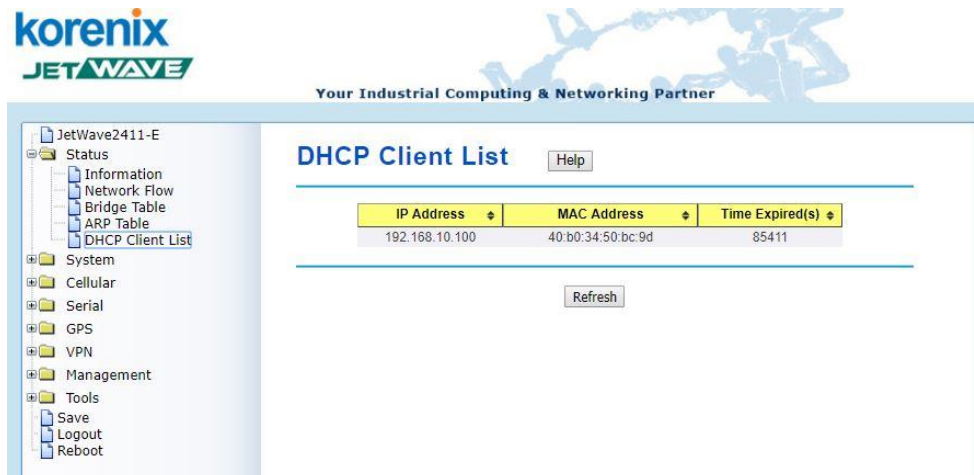 korenix
JETWAVE
Your Industrial Computing & Networking Partner
JetWave2411-E
Status
Information
Network Flow
Bridge Table
ARP Table
DHCP Client List
System
Cellular
Serial
GPS
VPN
Management
Tools
Save
Logout
Reboot
DHCP Client List Help
IP Address MAC Address Time Expired(s)
192.168.10.100 40:b0:34:50:bc:9d 85411
Refresh